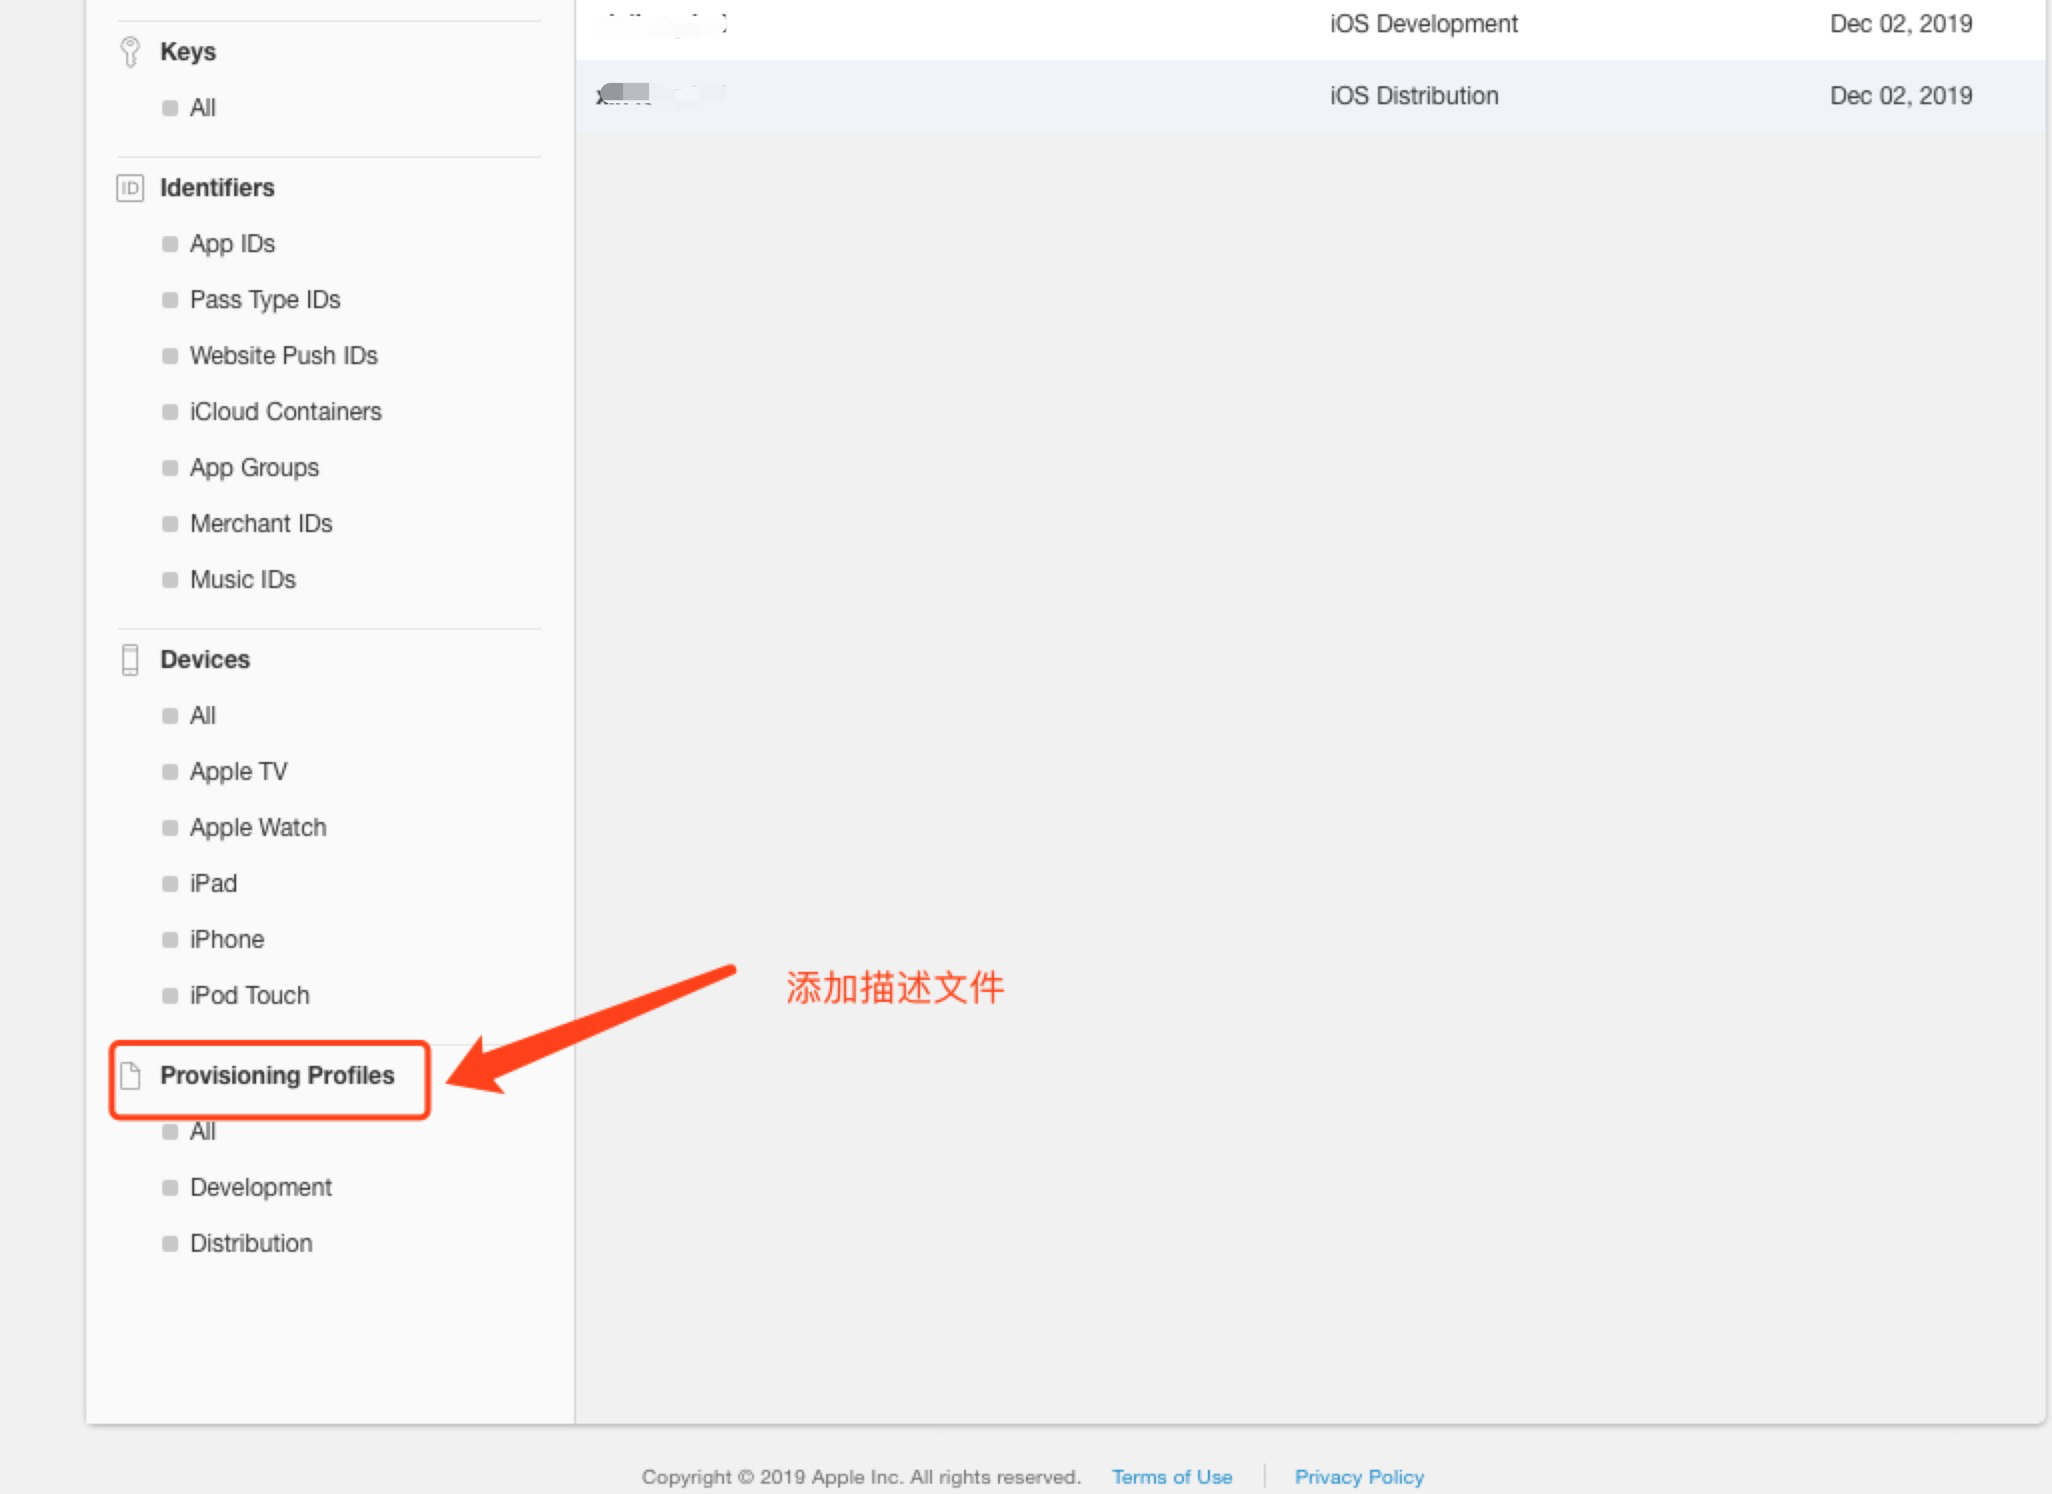 Keys
All
Identifiers
App IDs
Pass Type IDs
Website Push IDs
iCloud Containers
App Groups
Merchant IDs
Music IDs
Devices
All
Apple TV
Apple Watch
iPad
iPhone
iPod Touch
Provisioning Profiles
All
Development
Distribution
iOS Development Dec 02, 2019
iOS Distribution Dec 02, 2019
添加描述文件
Copyright © 2019 Apple Inc. All rights reserved. Terms of Use Privacy Policy